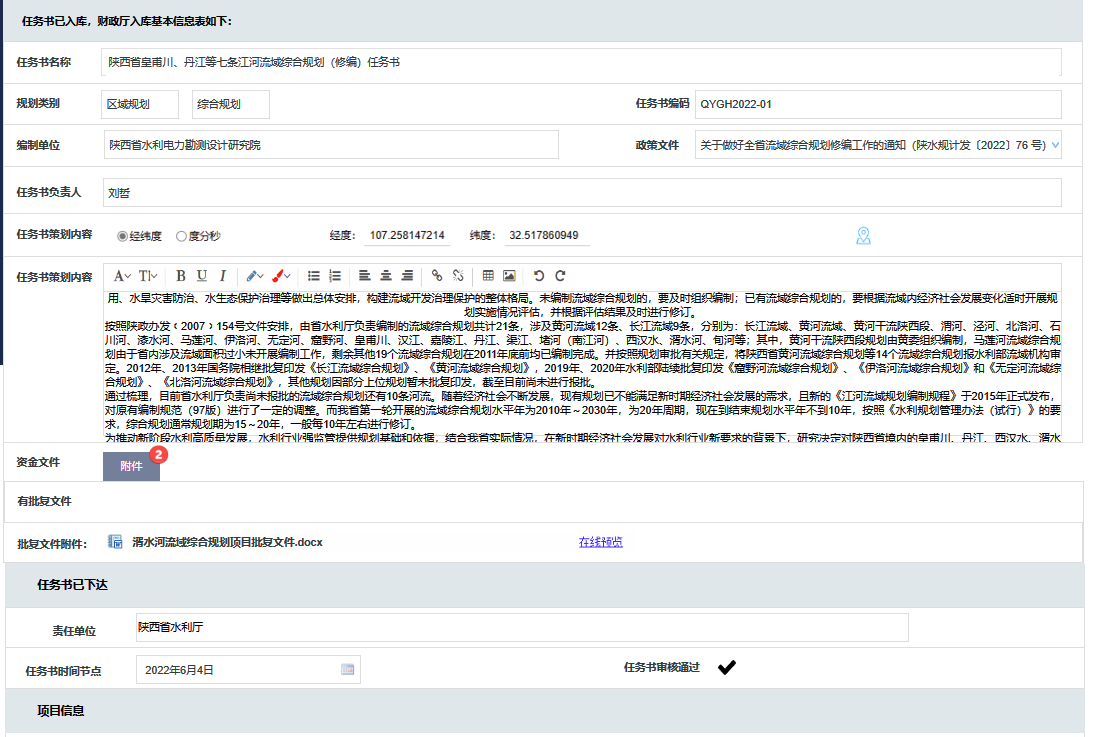 任务书已入库，财政厅入库基本信息表如下：
任务书名称 陕西省皇甫川、丹江等七条江河流域综合规划（修编）任务书
规划类别 区域规划 综合规划 任务书编码 QYGH2022-01
编制单位 陕西省水利电力勘测设计研究院 政策文件 关于做好全省流域综合规划修编工作的通知（陕水规计发〔2022〕76 号）
任务书负责人 刘哲
任务书策划内容 经纬度 度分秒 经度： 107.258147214 纬度： 32.517860949
任务书策划内容 A TI B U I
用、水旱灾害防治、水生态保护治理等做出总体安排，构建流域开发治理保护的整体格局。未编制流域综合规划的，要及时组织编制；已有流域综合规划的，要根据流域内经济社会发展变化适时开展规
划实施情况评估，并根据评估结果及时进行修订。
按照陕政办发﹝2007﹞154号文件安排，由省水利厅负责编制的流域综合规划共计21条，涉及黄河流域12条、长江流域9条，分别为：长江流域、黄河流域、黄河干流陕西段、渭河、泾河、北洛河、石
川河、漆水河、马莲河、伊洛河、无定河、窟野河、皇甫川、汉江、嘉陵江、丹江、渠江、堵河（南江河）、西汉水、湑水河、旬河等；其中，黄河干流陕西段规划由黄委组织编制，马莲河流域综合规
划由于省内涉及流域面积过小未开展编制工作，剩余其他19个流域综合规划在2011年底前均已编制完成。并按照规划审批有关规定，将陕西省黄河流域综合规划等14个流域综合规划报水利部流域机构审
定。2012年、2013年国务院相继批复印发《长江流域综合规划》、《黄河流域综合规划》，2019年、2020年水利部陆续批复印发《窟野河流域综合规划》、《伊洛河流域综合规划》和《无定河流域综
合规划》、《北洛河流域综合规划》，其他规划因部分上位规划暂未批复印发，截至目前尚未进行报批。
通过梳理，目前省水利厅负责尚未报批的流域综合规划还有10条河流。随着经济社会不断发展，现有规划已不能满足新时期经济社会发展的需求，且新的《江河流域规划编制规程》于2015年正式发布，
对原有编制规范（97版）进行了一定的调整。而我省第一轮开展的流域综合规划水平年为2010年～2030年，为20年周期，现在到结束规划水平年不到10年，按照《水利规划管理办法（试行）》的要
求，综合规划通常规划期为15～20年，一般每10年左右进行修订。
为推动新阶段水利高质量发展，水利行业强监管提供规划基础和依据，结合我省实际情况，在新时期经济社会发展对水利行业新要求的背景下，研究决定对陕西省境内的皇甫川、丹江、西汉水、湑水
资金文件 附件 2
有批复文件
批复文件附件： 湑水河流域综合规划项目批复文件.docx 在线预览
任务书已下达
责任单位 陕西省水利厅
任务书时间节点 2022年6月4日 任务书审核通过
项目信息